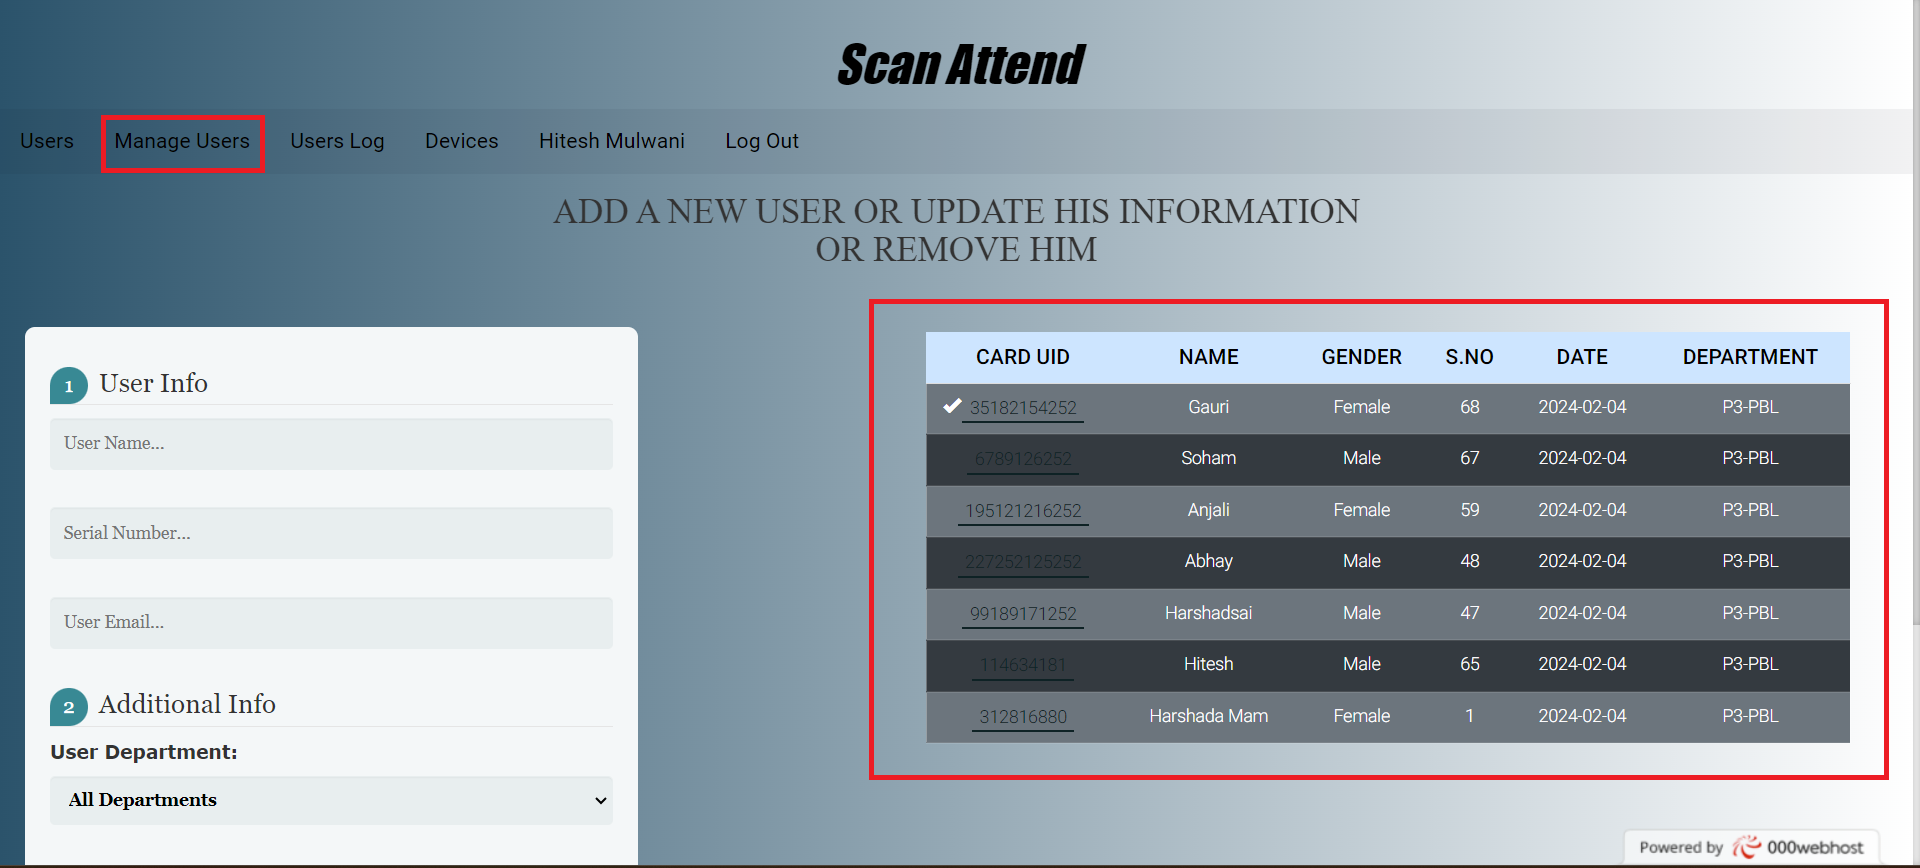 Scan Attend
Users Manage Users Users Log Devices Hitesh Mulwani Log Out
ADD A NEW USER OR UPDATE HIS INFORMATION
OR REMOVE HIM
1 User Info
User Name...
Serial Number...
User Email...
2 Additional Info
User Department:
All Departments
CARD UID NAME GENDER S.NO DATE DEPARTMENT
35182154252 Gauri Female 68 2024-02-04 P3-PBL
6789126252 Soham Male 67 2024-02-04 P3-PBL
195121216252 Anjali Female 59 2024-02-04 P3-PBL
227252125252 Abhay Male 48 2024-02-04 P3-PBL
99189171252 Harshadsai Male 47 2024-02-04 P3-PBL
114634181 Hitesh Male 65 2024-02-04 P3-PBL
312816880 Harshada Mam Female 1 2024-02-04 P3-PBL
Powered by 000webhost